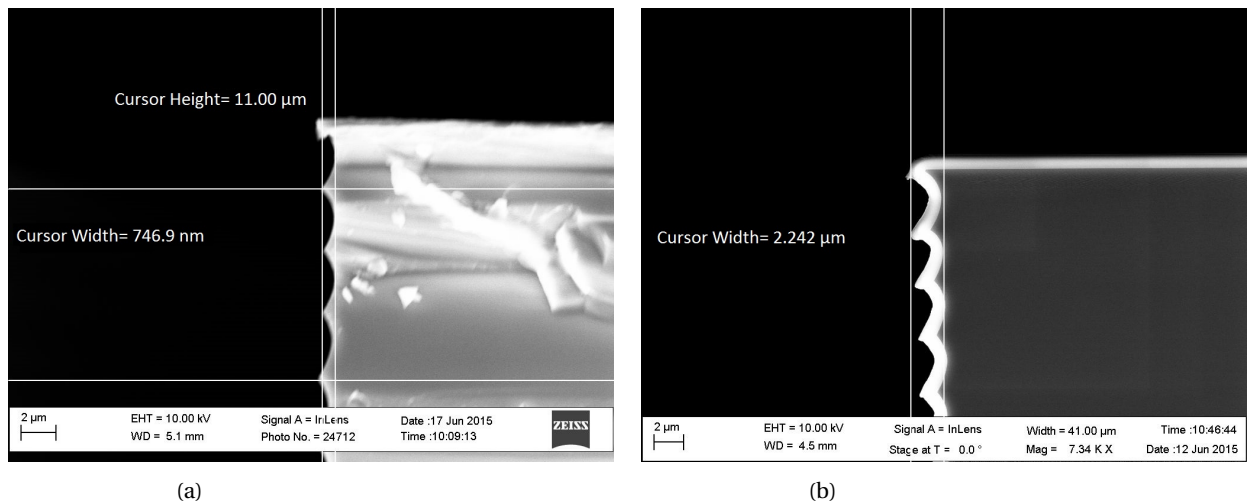 Cursor Height= 11.00 µm
Cursor Width= 746.9 nm
2 µm
EHT = 10.00 kV
WD = 5.1 mm
Signal A = InLens
Photo No. = 24712
Date :17 Jun 2015
Time :10:09:13
ZEISS
(a)
Cursor Width= 2.242 µm
2 µm
EHT = 10.00 kV
WD = 4.5 mm
Signal A = InLens
Stage at T = 0.0 °
Width = 41.00 µm
Mag = 7.34 K X
Time :10:46:44
Date :12 Jun 2015
(b)